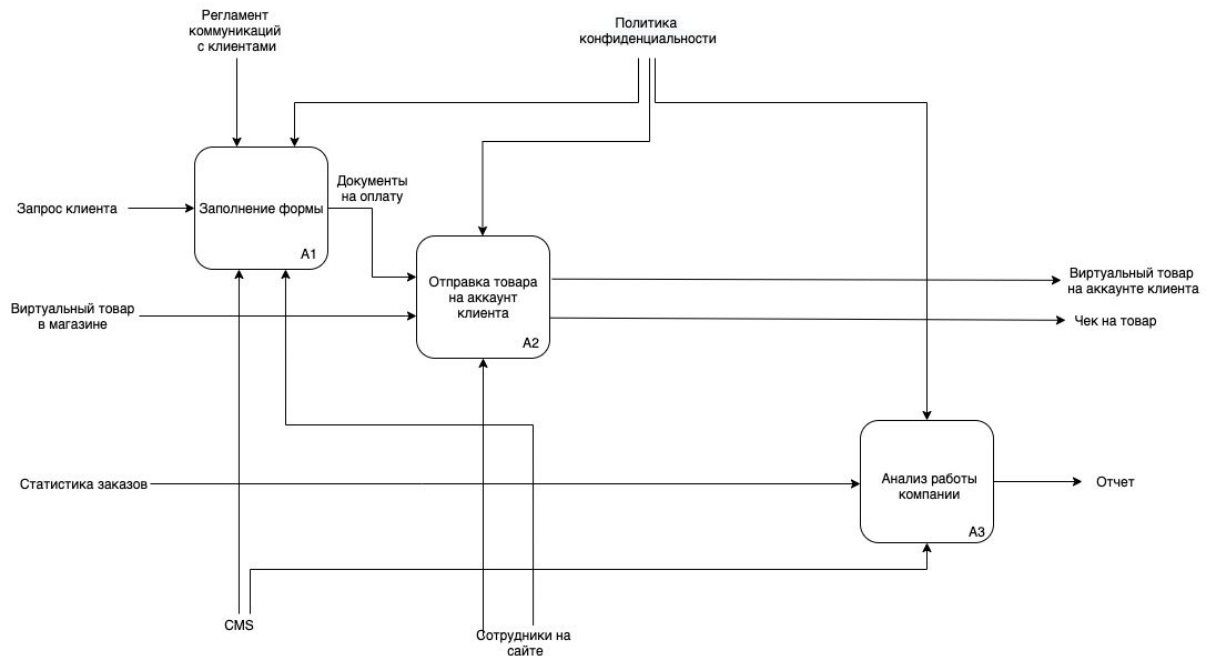 Регламент
коммуникаций
с клиентами
Политика
конфиденциальности
Документы
на оплату
Запрос клиента
Заполнение формы
A1
Отправка товара
на аккаунт
клиента
A2
Виртуальный товар
на аккаунте клиента
Виртуальный товар
в магазине
Чек на товар
Статистика заказов
Анализ работы
компании
A3
Отчет
CMS
Сотрудники на
сайте